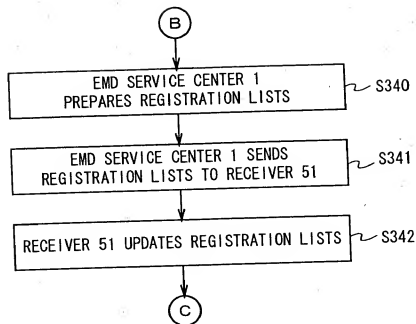 B
EMD SERVICE CENTER 1
PREPARES REGISTRATION LISTS
S340
EMD SERVICE CENTER 1 SENDS
REGISTRATION LISTS TO RECEIVER 51
S341
RECEIVER 51 UPDATES REGISTRATION LISTS
S342
C